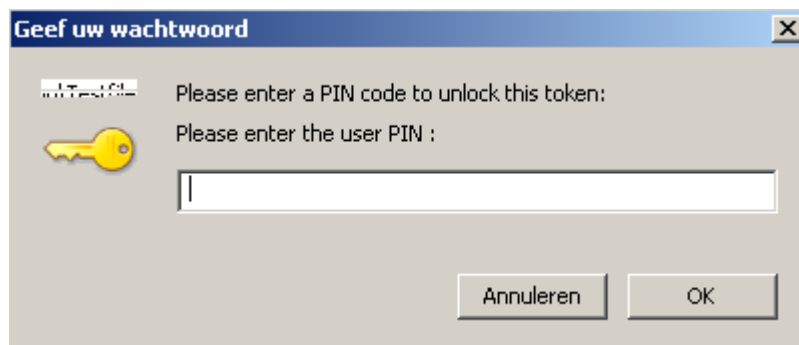 Geef uw wachtwoord
Please enter a PIN code to unlock this token:
Please enter the user PIN :
Annuleren
OK